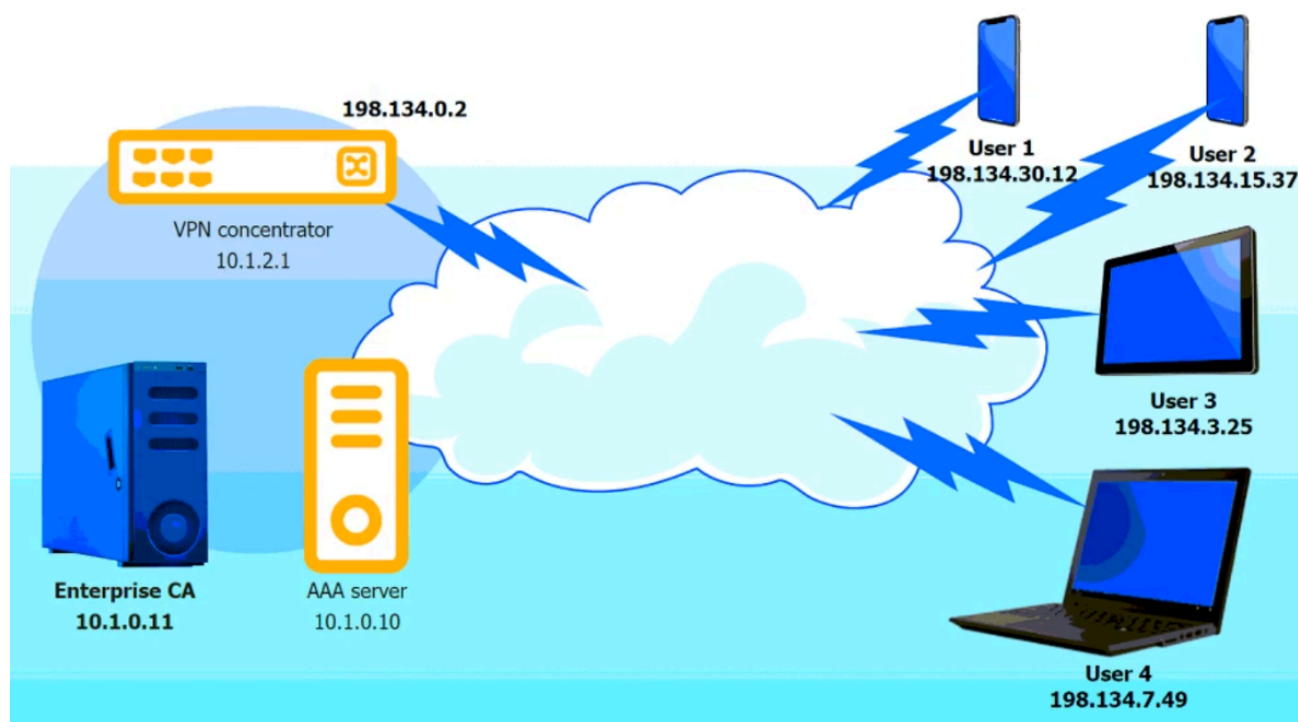 198.134.0.2
VPN concentrator
10.1.2.1
User 1
198.134.30.12
User 2
198.134.15.37
User 3
198.134.3.25
Enterprise CA
10.1.0.11
AAA server
10.1.0.10
User 4
198.134.7.49